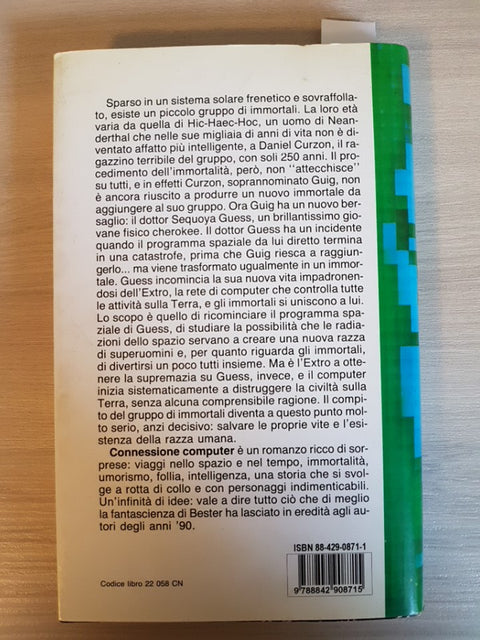 Sparso in un sistema solare frenetico e sovraffolla-
to, esiste un piccolo gruppo di immortali. La loro età
varia da quella di Hic-Haec-Hoc, un uomo di Nean-
derthal che nelle sue migliaia di anni di vita non è di-
ventato affatto più intelligente, a Daniel Curzon, il ra-
gazzino terribile del gruppo, con soli 250 anni. Il pro-
cedimento dell'immortalità, però, non "attecchisce"
su tutti, e in effetti Curzon, soprannominato Guig, non
è ancora riuscito a produrre un nuovo immortale da
aggiungere al suo gruppo. Ora Guig ha un nuovo ber-
saglio: il dottor Sequoya Guess, un brillantissimo gio-
vane fisico cherokee. Il dottor Guess ha un incidente
quando il programma spaziale da lui diretto termina
in una catastrofe, prima che Guig riesca a raggiun-
gerlo... ma viene trasformato ugualmente in un immor-
tale. Guess incomincia la sua nuova vita impadronen-
dosi dell'Extro, la rete di computer che controlla tutte
le attività sulla Terra, e gli immortali si uniscono a lui.
Lo scopo è quello di ricominciare il programma spa-
ziale di Guess, di studiare la possibilità che le radia-
zioni dello spazio servano a creare una nuova razza
di superuomini e, per quanto riguarda gli immortali,
di divertirsi un poco tutti insieme. Ma è l'Extro a otte-
nere la supremazia su Guess, invece, e il computer
inizia sistematicamente a distruggere la civiltà sulla
Terra, senza alcuna comprensibile ragione. Il compi-
to del gruppo di immortali diventa a questo punto mol-
to serio, anzi decisivo: salvare le proprie vite e l'esi-
stenza della razza umana.
Connessione computer è un romanzo ricco di sor-
prese: viaggi nello spazio e nel tempo, immortalità,
umorismo, follia, intelligenza, una storia che si svol-
ge a rotta di collo e con personaggi indimenticabili.
Un'infinità di idee: vale a dire tutto ciò che di meglio
la fantascienza di Bester ha lasciato in eredità agli au-
tori degli anni '90.
ISBN 88-429-0871-1
9 788842 908715
Codice libro 22 058 CN